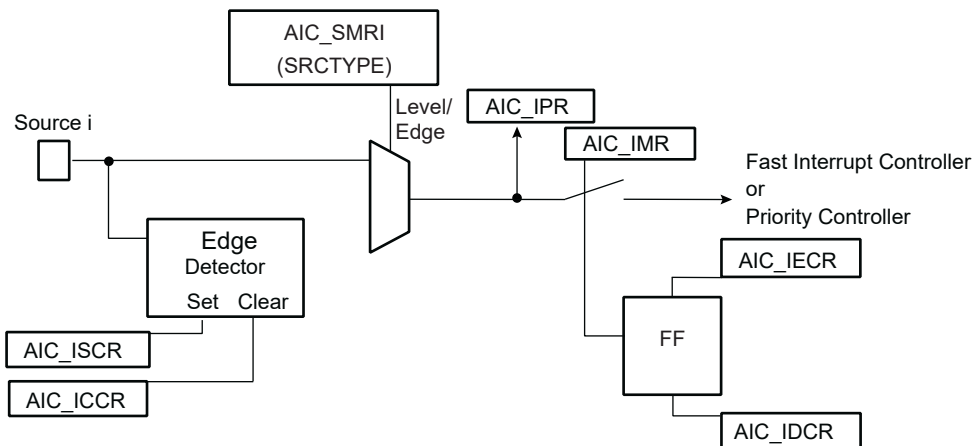 AIC_SMRI
(SRCTYPE)
Level/
Edge
AIC_IPR
Source i
AIC_IMR
Fast Interrupt Controller
or
Priority Controller
Edge
Detector
Set Clear
AIC_IECR
FF
AIC_ISCR
AIC_ICCR
AIC_IDCR